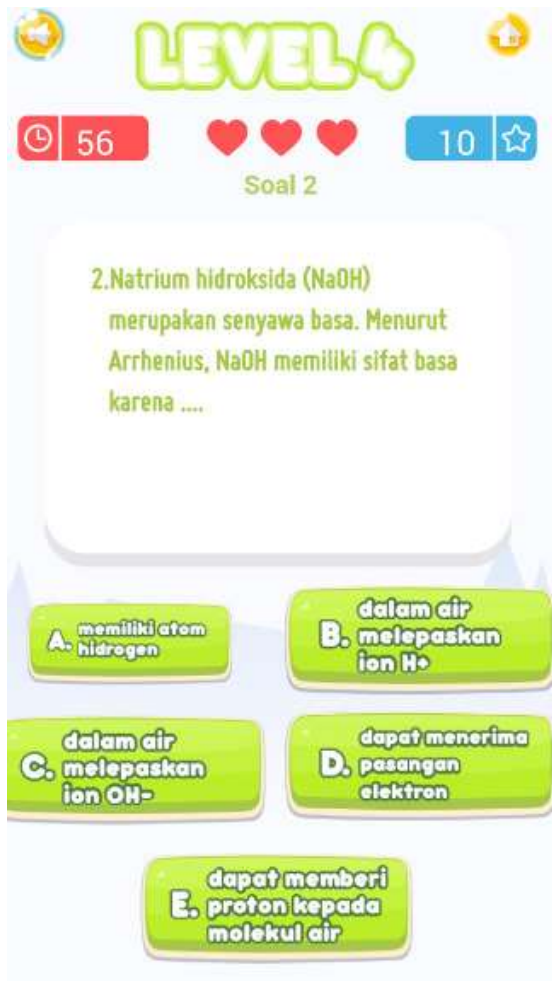 LEVEL 4
56
10
Soal 2
2.Natrium hidroksida (NaOH)
merupakan senyawa basa. Menurut
Arrhenius, NaOH memiliki sifat basa
karena ....
A. memiliki atom
hidrogen
B. dalam air
melepaskan
ion H+
C. dalam air
melepaskan
ion OH-
D. dapat menerima
pasangan
elektron
E. dapat memberi
proton kepada
molekul air